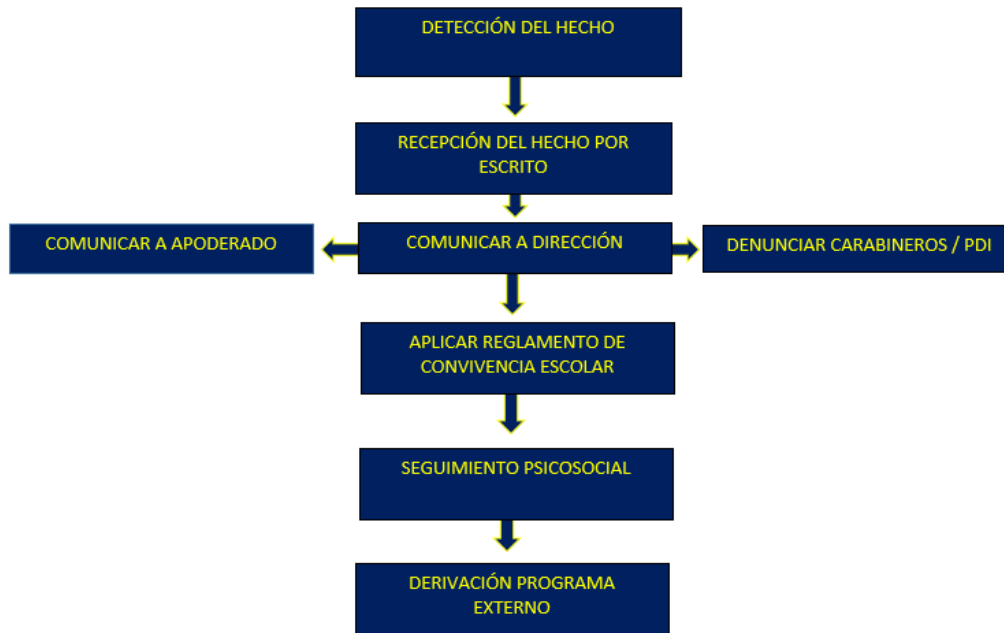 DETECCIÓN DEL HECHO
RECEPCIÓN DEL HECHO POR
ESCRITO
COMUNICAR A APODERADO
COMUNICAR A DIRECCIÓN
DENUNCIAR CARABINEROS / PDI
APLICAR REGLAMENTO DE
CONVIVENCIA ESCOLAR
SEGUIMIENTO PSICOSOCIAL
DERIVACIÓN PROGRAMA
EXTERNO